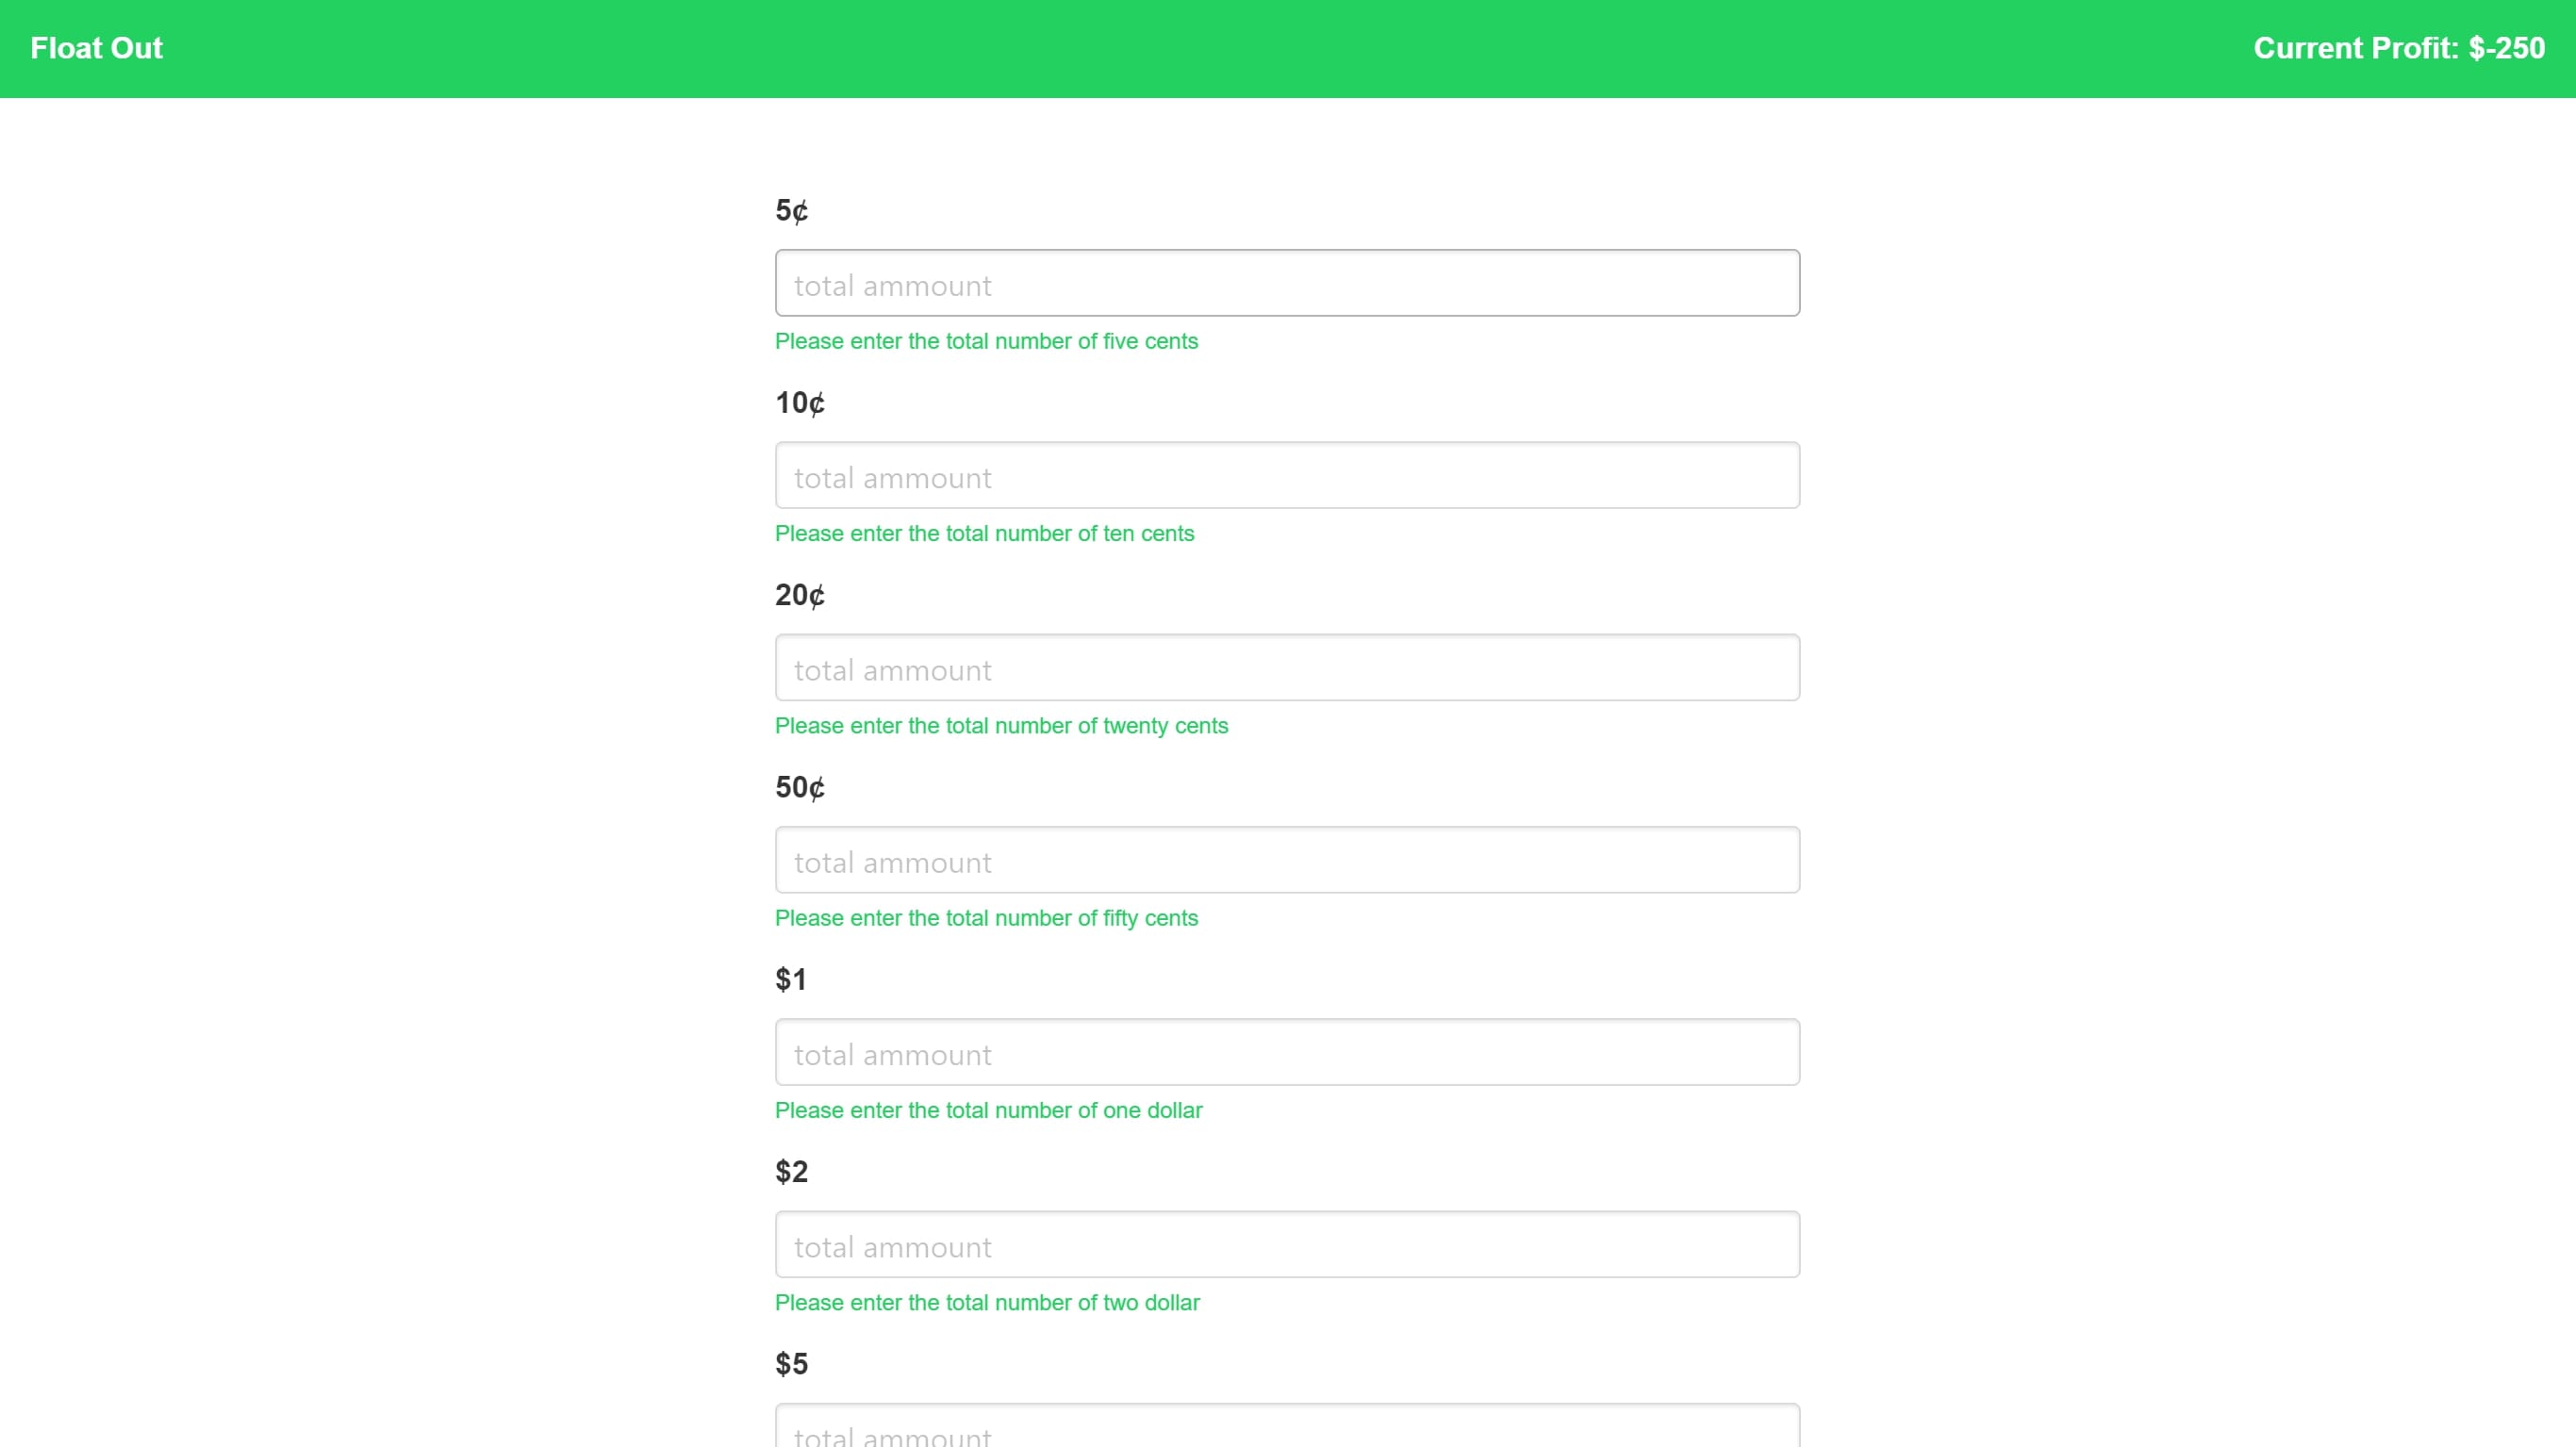 Float Out
Current Profit: $-250
5¢
total ammount
Please enter the total number of five cents
10¢
total ammount
Please enter the total number of ten cents
20¢
total ammount
Please enter the total number of twenty cents
50¢
total ammount
Please enter the total number of fifty cents
$1
total ammount
Please enter the total number of one dollar
$2
total ammount
Please enter the total number of two dollar
$5
total ammount